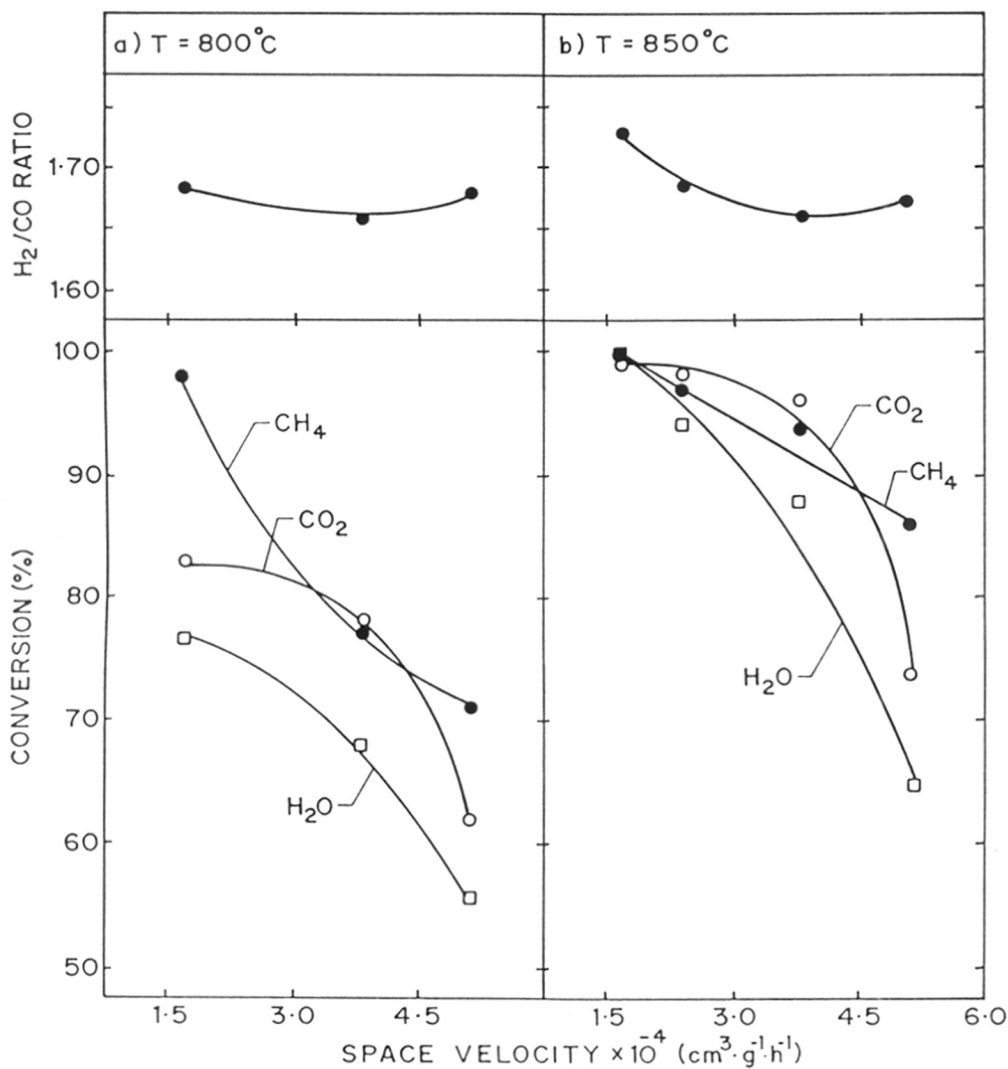 a) T = 800°C
b) T = 850°C
H₂/CO RATIO
1·70
1·60
CONVERSION (%)
100
90
80
70
60
50
CH₄
CO₂
H₂O
CO₂
CH₄
H₂O
1·5 3·0 4·5
1·5 3·0 4·5 6·0
SPACE VELOCITY × 10⁻⁴ (cm³·g⁻¹·h⁻¹)